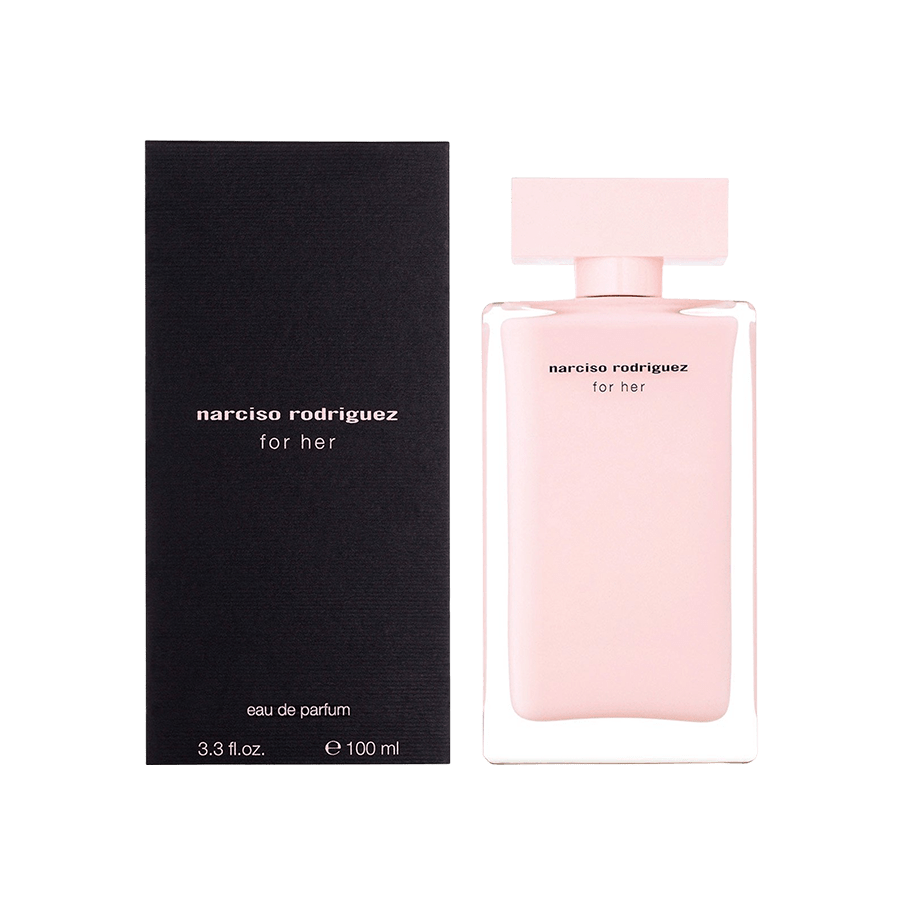 narciso rodriguez
for her
eau de parfum
3.3 fl.oz. ℮ 100 ml
narciso rodriguez
for her